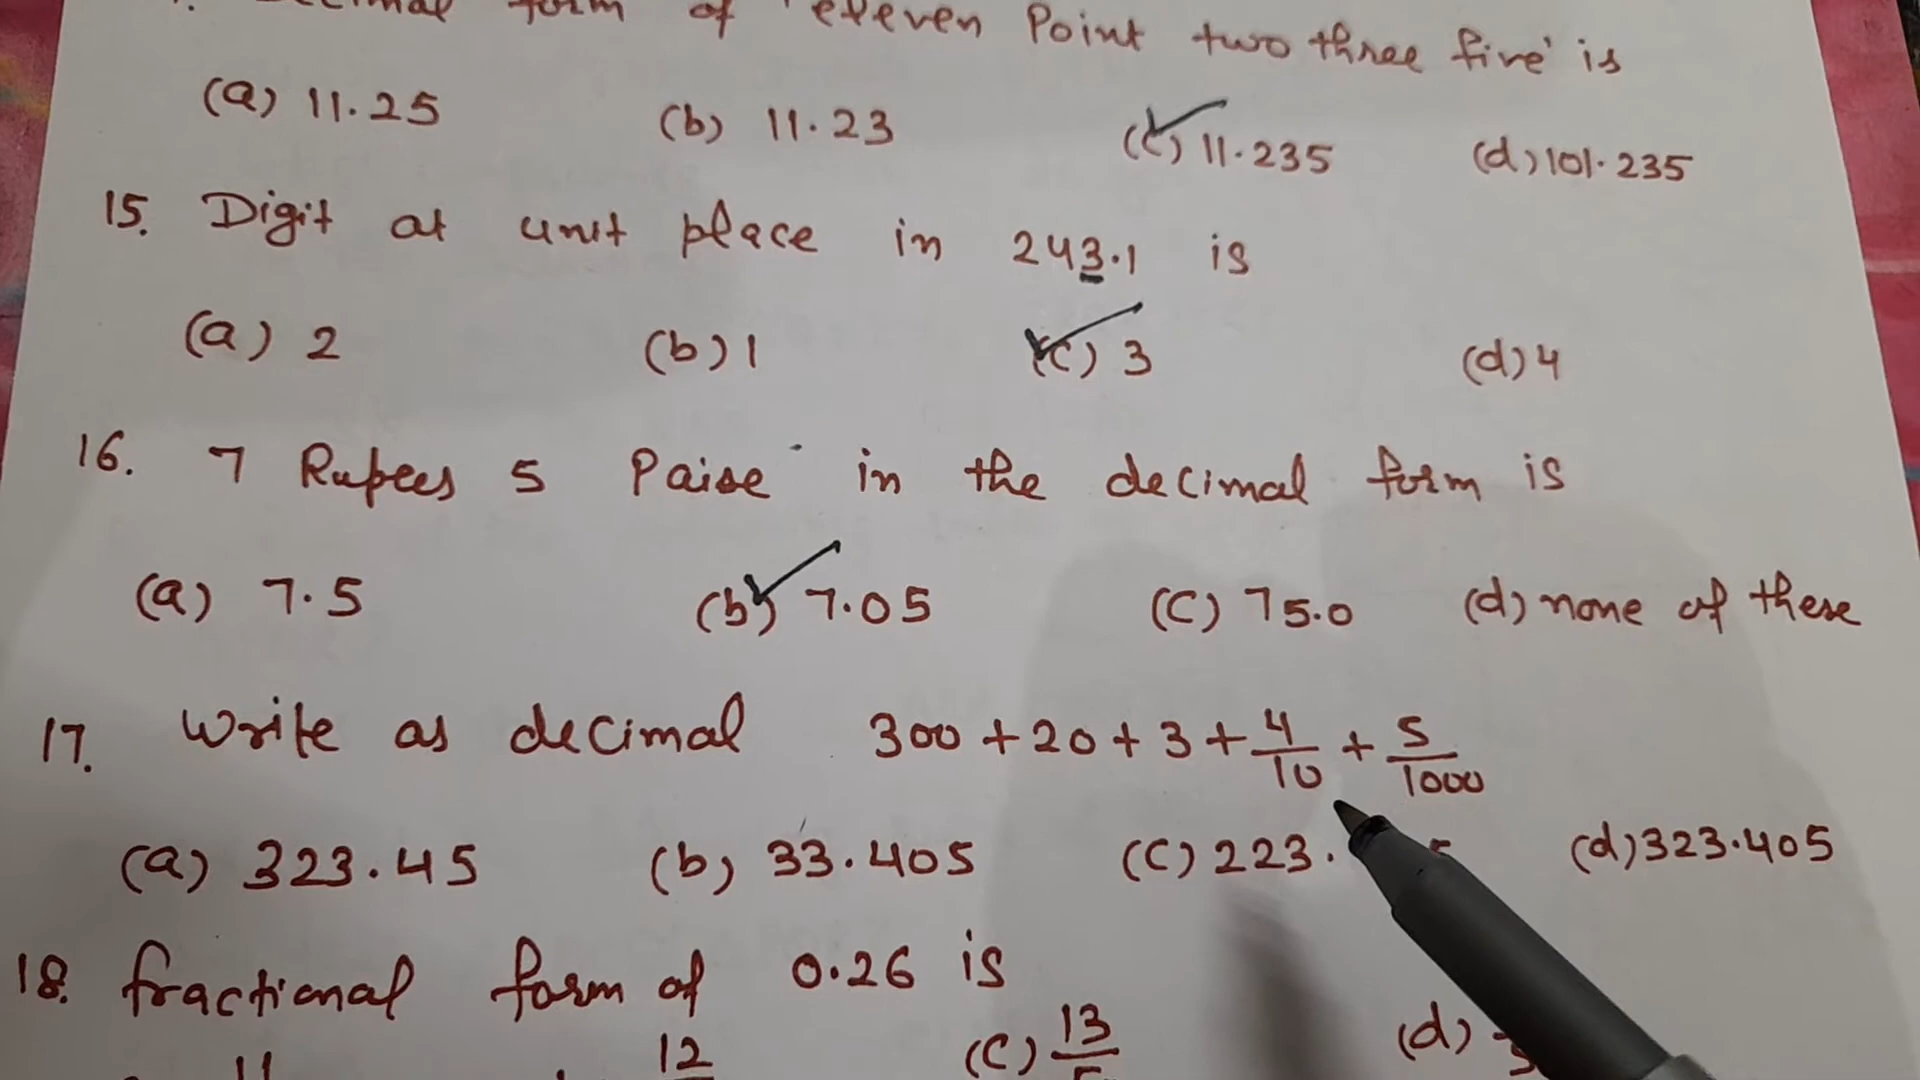 form of 'eleven Point two three five' is
(a) 11.25 (b) 11.23 (c) 11.235 (d) 101.235
15. Digit at unit place in 243.1 is
(a) 2 (b) 1 (c) 3 (d) 4
16. 7 Rupees 5 Paise in the decimal form is
(a) 7.5 (b) 7.05 (c) 75.0 (d) none of these
17. Write as decimal 300 + 20 + 3 + 4/10 + 5/1000
(a) 323.45 (b) 33.405 (c) 223. (d) 323.405
18. fractional form of 0.26 is
12 (c) 13 (d)